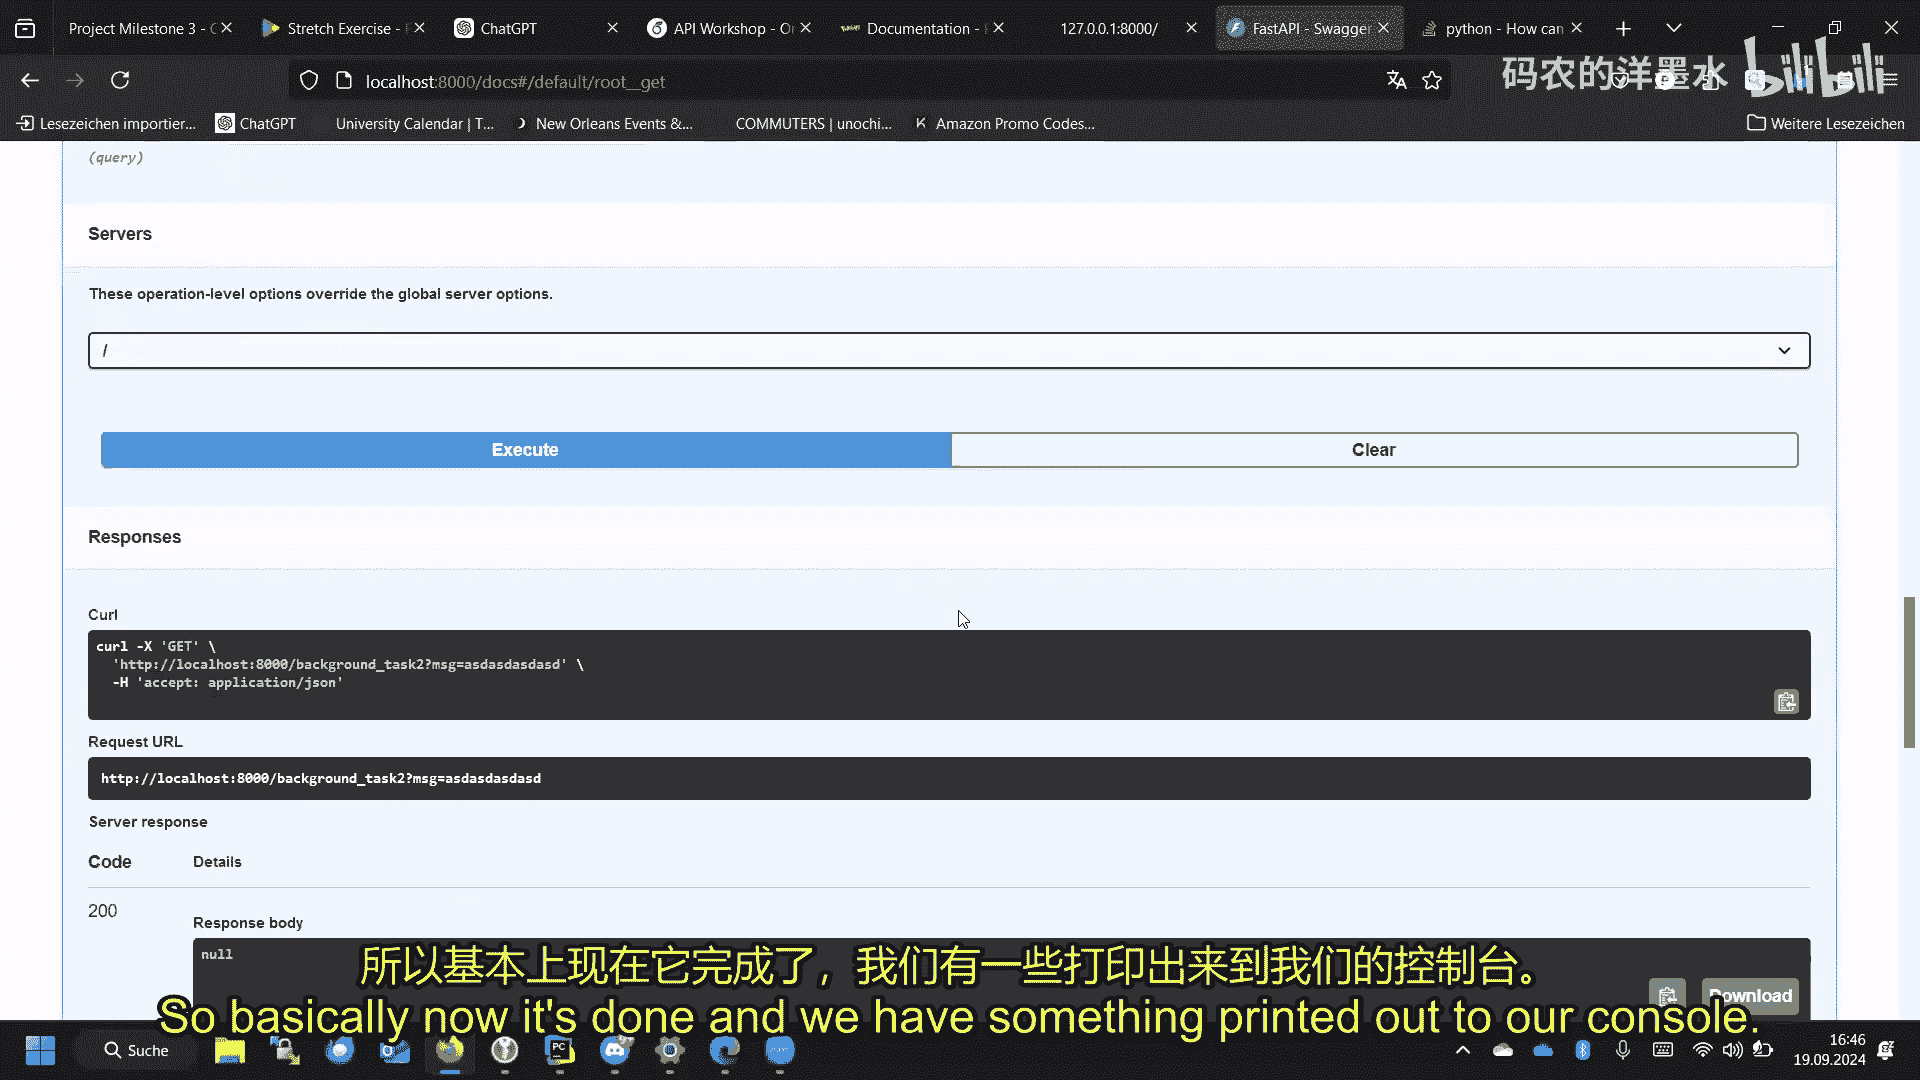 Project Milestone 3 - C
Stretch Exercise -
ChatGPT
API Workshop - Or
Documentation -
127.0.0.1:8000/
FastAPI - Swagger
python - How can
localhost:8000/docs#/default/root__get
码农的洋墨水
bilibili
Lesezeichen importier...
ChatGPT
University Calendar | T...
New Orleans Events &...
COMMUTERS | unochi...
Amazon Promo Codes...
Weitere Lesezeichen
(query)
Servers
These operation-level options override the global server options.
/
Execute
Clear
Responses
Curl
curl -X 'GET' \
'http://localhost:8000/background_task2?msg=asdasdasdasd' \
-H 'accept: application/json'
Request URL
http://localhost:8000/background_task2?msg=asdasdasdasd
Server response
Code Details
200
Response body
null
Download
所以基本上现在它完成了，我们有一些打印出来到我们的控制台。
So basically now it's done and we have something printed out to our console.
Suche
16:46
19.09.2024